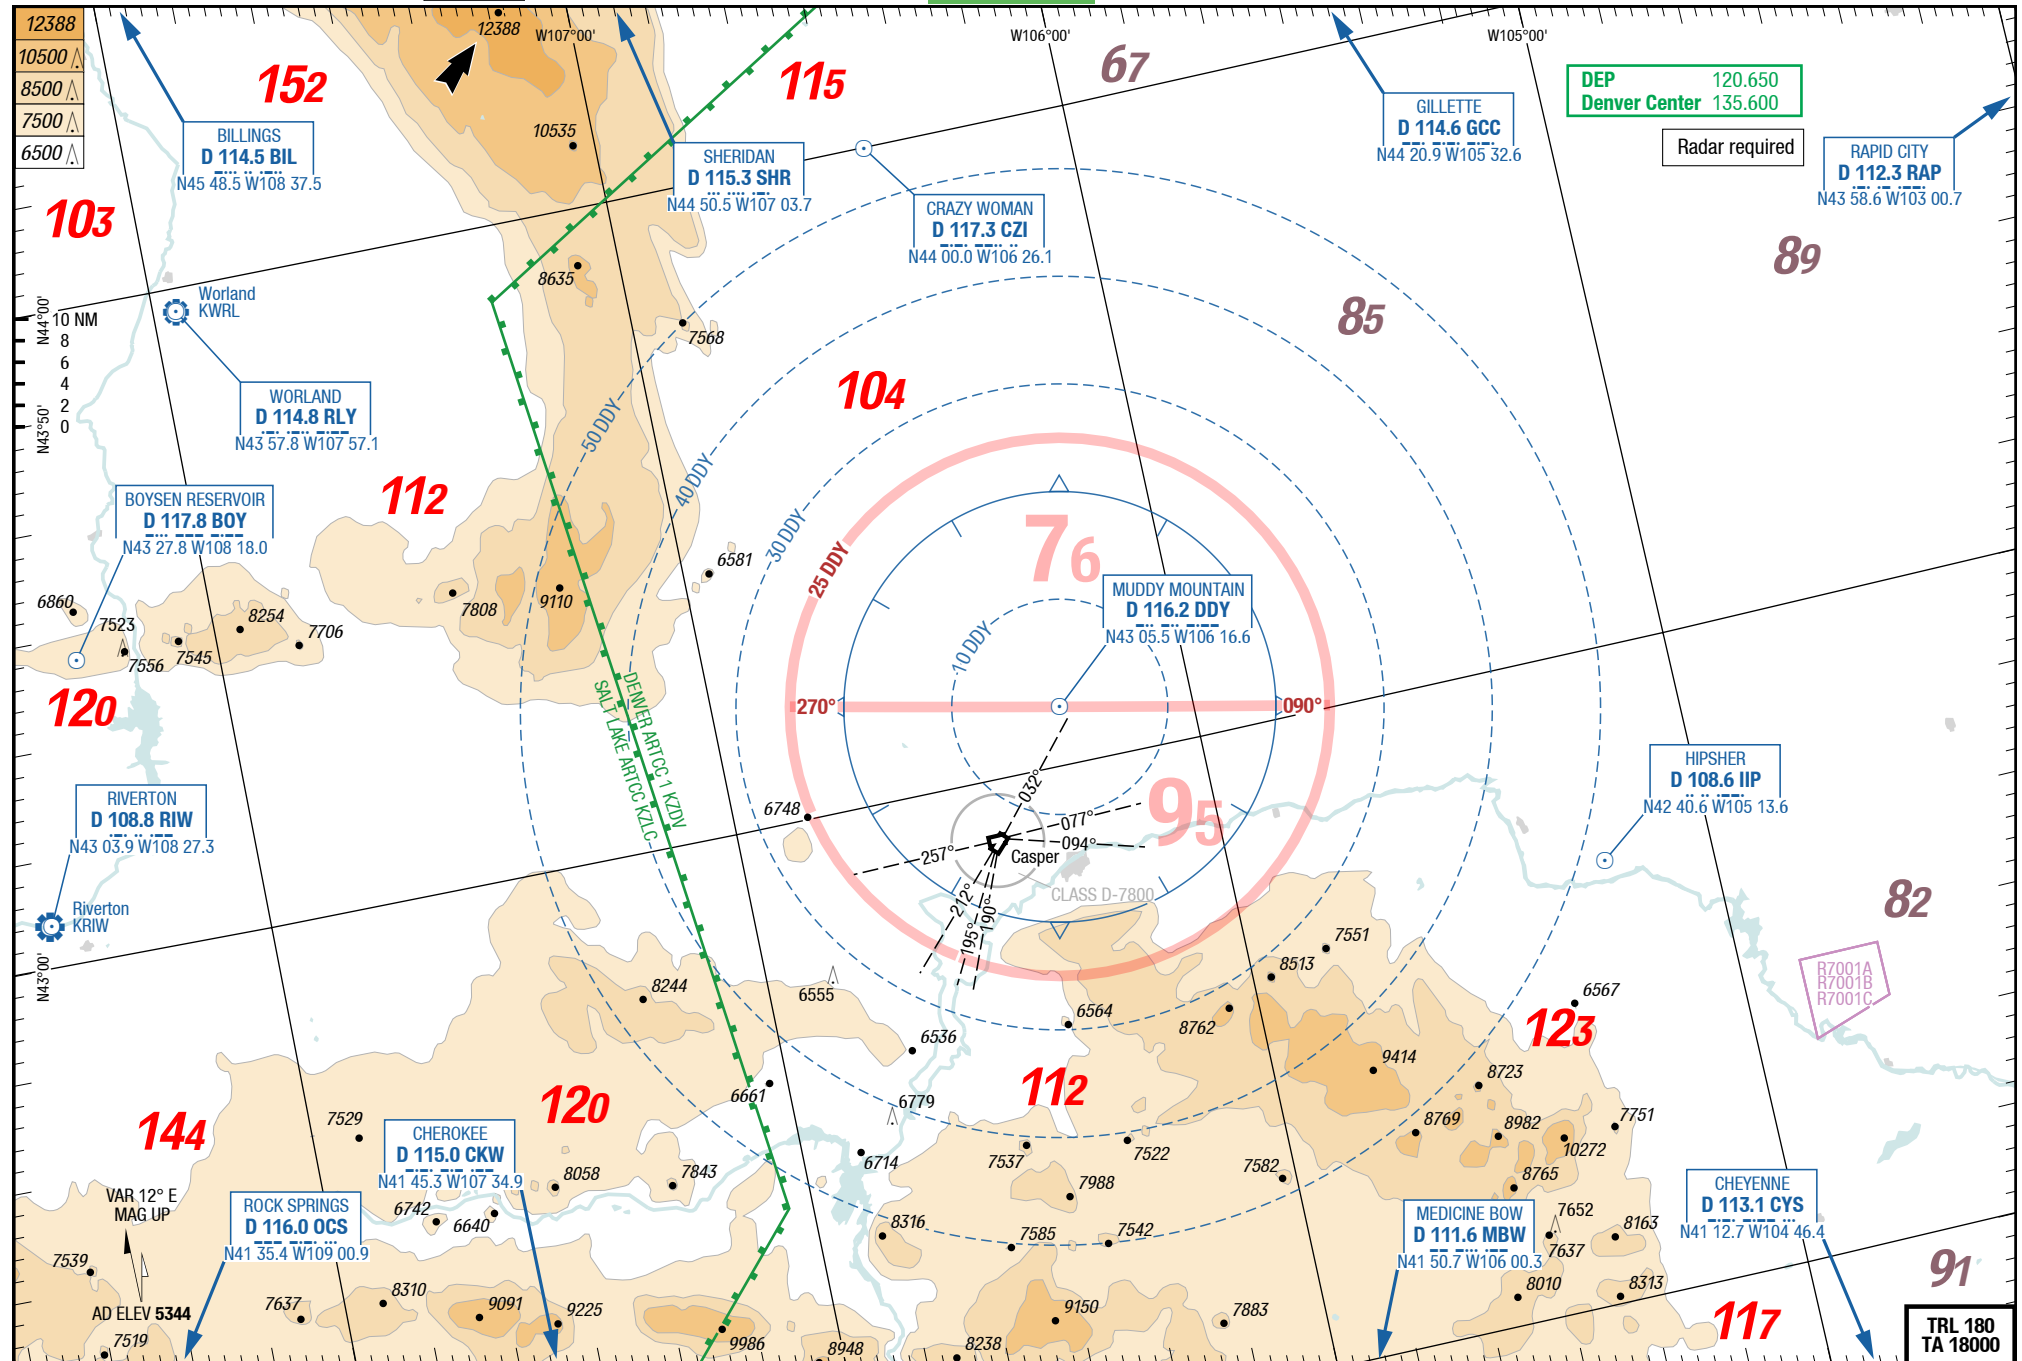 12388
10500
8500
7500
6500
12388
W107°00'
W106°00'
W105°00'
152
115
67
DEP 120.650
Denver Center 135.600
Radar required
BILLINGS
D 114.5 BIL
N45 48.5 W108 37.5
10535
SHERIDAN
D 115.3 SHR
N44 50.5 W107 03.7
GILLETTE
D 114.6 GCC
N44 20.9 W105 32.6
RAPID CITY
D 112.3 RAP
N43 58.6 W103 00.7
103
CRAZY WOMAN
D 117.3 CZI
N44 00.0 W106 26.1
89
8635
Worland
KWRL
N44°00'
10 NM
8
6
4
2
0
N43°50'
7568
85
WORLAND
D 114.8 RLY
N43 57.8 W107 57.1
104
50 DDY
40 DDY
30 DDY
25 DDY
10 DDY
112
BOYSEN RESERVOIR
D 117.8 BOY
N43 27.8 W108 18.0
76
6581
6860
7523
7556
7545
8254
7706
7808
9110
MUDDY MOUNTAIN
D 116.2 DDY
N43 05.5 W106 16.6
120
270°
090°
DENVER ARTCC 1 KZDV
SALT LAKE ARTCC KZLC
HIPSHER
D 108.6 IIP
N42 40.6 W105 13.6
RIVERTON
D 108.8 RIW
N43 03.9 W108 27.3
6748
032°
077°
094°
257°
95
Casper
CLASS D-7800
212°
195°
190°
Riverton
KRIW
N43°00'
82
7551
8513
R7001A
R7001B
R7001C
8244
6555
6564
8762
6567
123
6536
9414
8723
6661
112
120
6779
144
7529
8769
8982
7751
10272
CHEROKEE
D 115.0 CKW
N41 45.3 W107 34.9
6714
7537
7522
7582
8765
8058
7843
7988
VAR 12° E
MAG UP
ROCK SPRINGS
D 116.0 OCS
N41 35.4 W109 00.9
6742
6640
8316
7585
7542
MEDICINE BOW
D 111.6 MBW
N41 50.7 W106 00.3
7652
7637
8163
CHEYENNE
D 113.1 CYS
N41 12.7 W104 46.4
7539
91
AD ELEV 5344
7637
8310
9091
9225
9150
7883
8010
8313
117
7519
9986
8948
8238
TRL 180
TA 18000